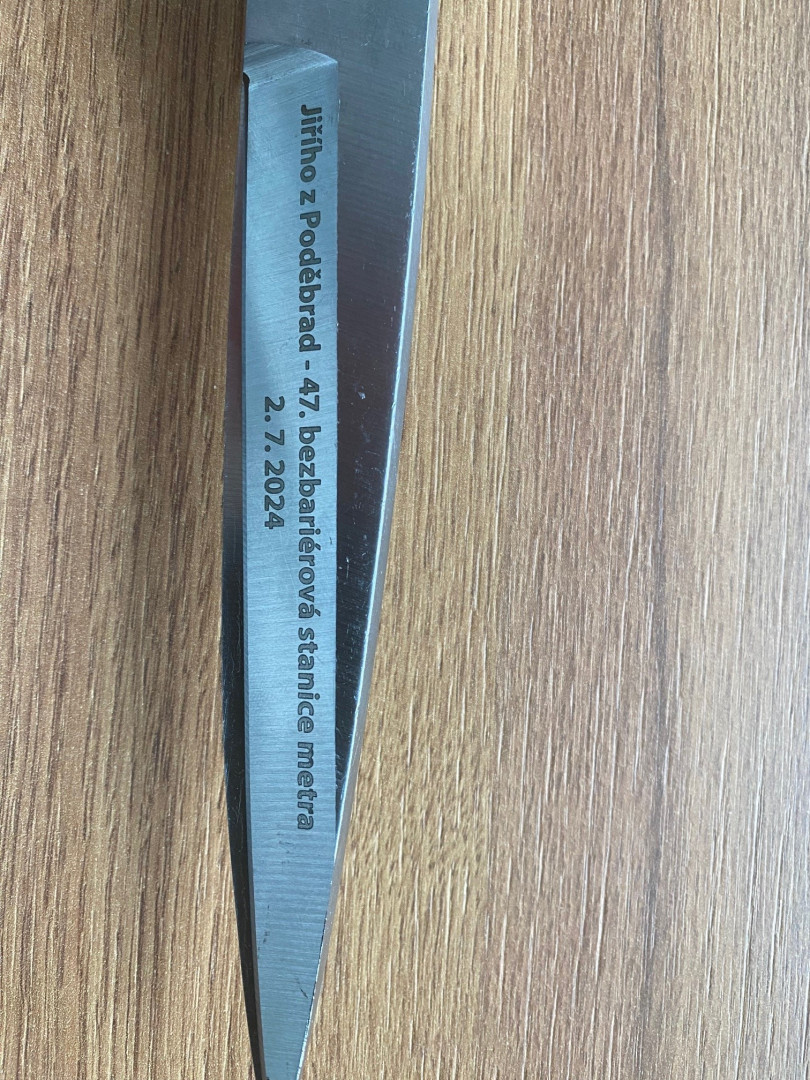 Jiřího z Poděbrad - 47. bezbariérová stanice metra
2. 7. 2024